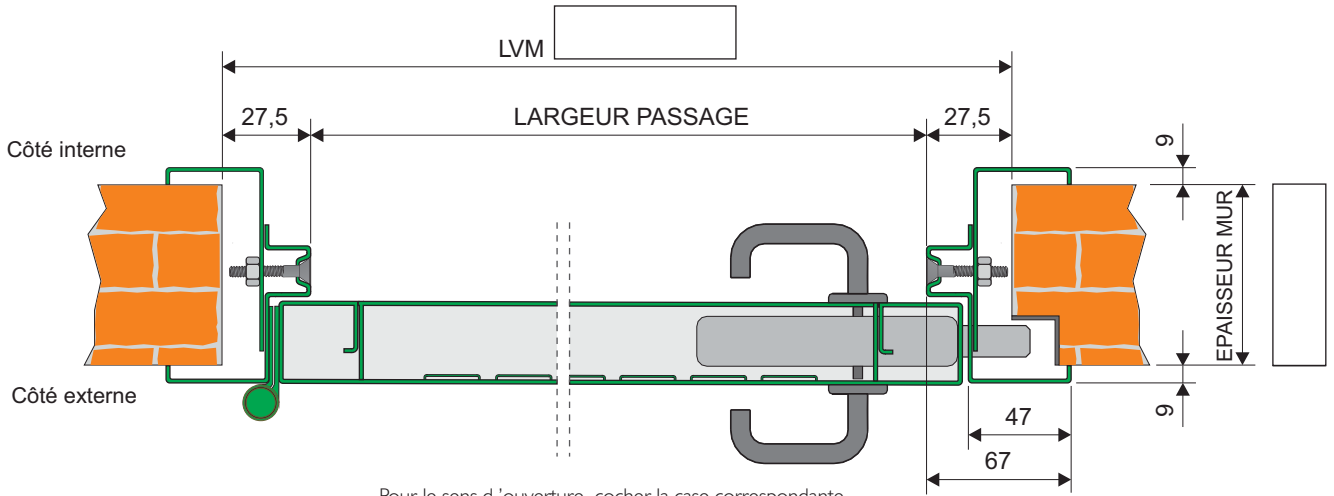 LVM
27,5
LARGEUR PASSAGE
27,5
Côté interne
9
EPAISSEUR MUR
Côté externe
9
47
67
Pour le sens d 'ouverture, cocher la case correspondante